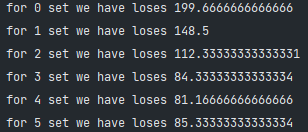 for 0 set we have loses 199.6666666666666
for 1 set we have loses 148.5
for 2 set we have loses 112.33333333333331
for 3 set we have loses 84.33333333333334
for 4 set we have loses 81.16666666666666
for 5 set we have loses 85.33333333333334